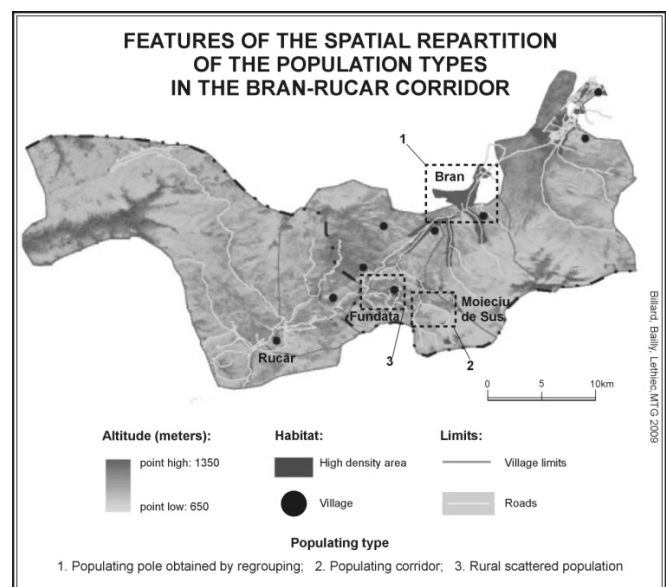 FEATURES OF THE SPATIAL REPARTITION
OF THE POPULATION TYPES
IN THE BRAN-RUCAR CORRIDOR
1
Bran
Moieciu
de Sus
Fundata
Rucăr
3
2
0 5 10km
Billard, Bailly, Lethiec,MTG 2009
Altitude (meters):
point high: 1350
point low: 650
Habitat:
High density area
Village
Limits:
Village limits
Roads
Populating type
1. Populating pole obtained by regrouping; 2. Populating corridor; 3. Rural scattered population